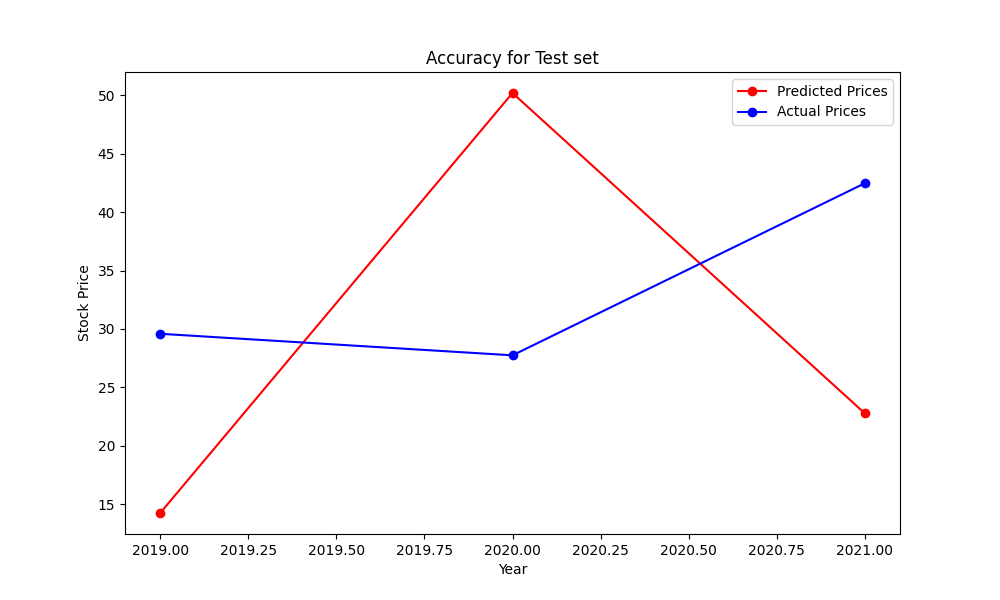 Accuracy for Test set
Predicted Prices
Actual Prices
50
45
40
35
30
25
20
15
Stock Price
2019.00 2019.25 2019.50 2019.75 2020.00 2020.25 2020.50 2020.75 2021.00
Year